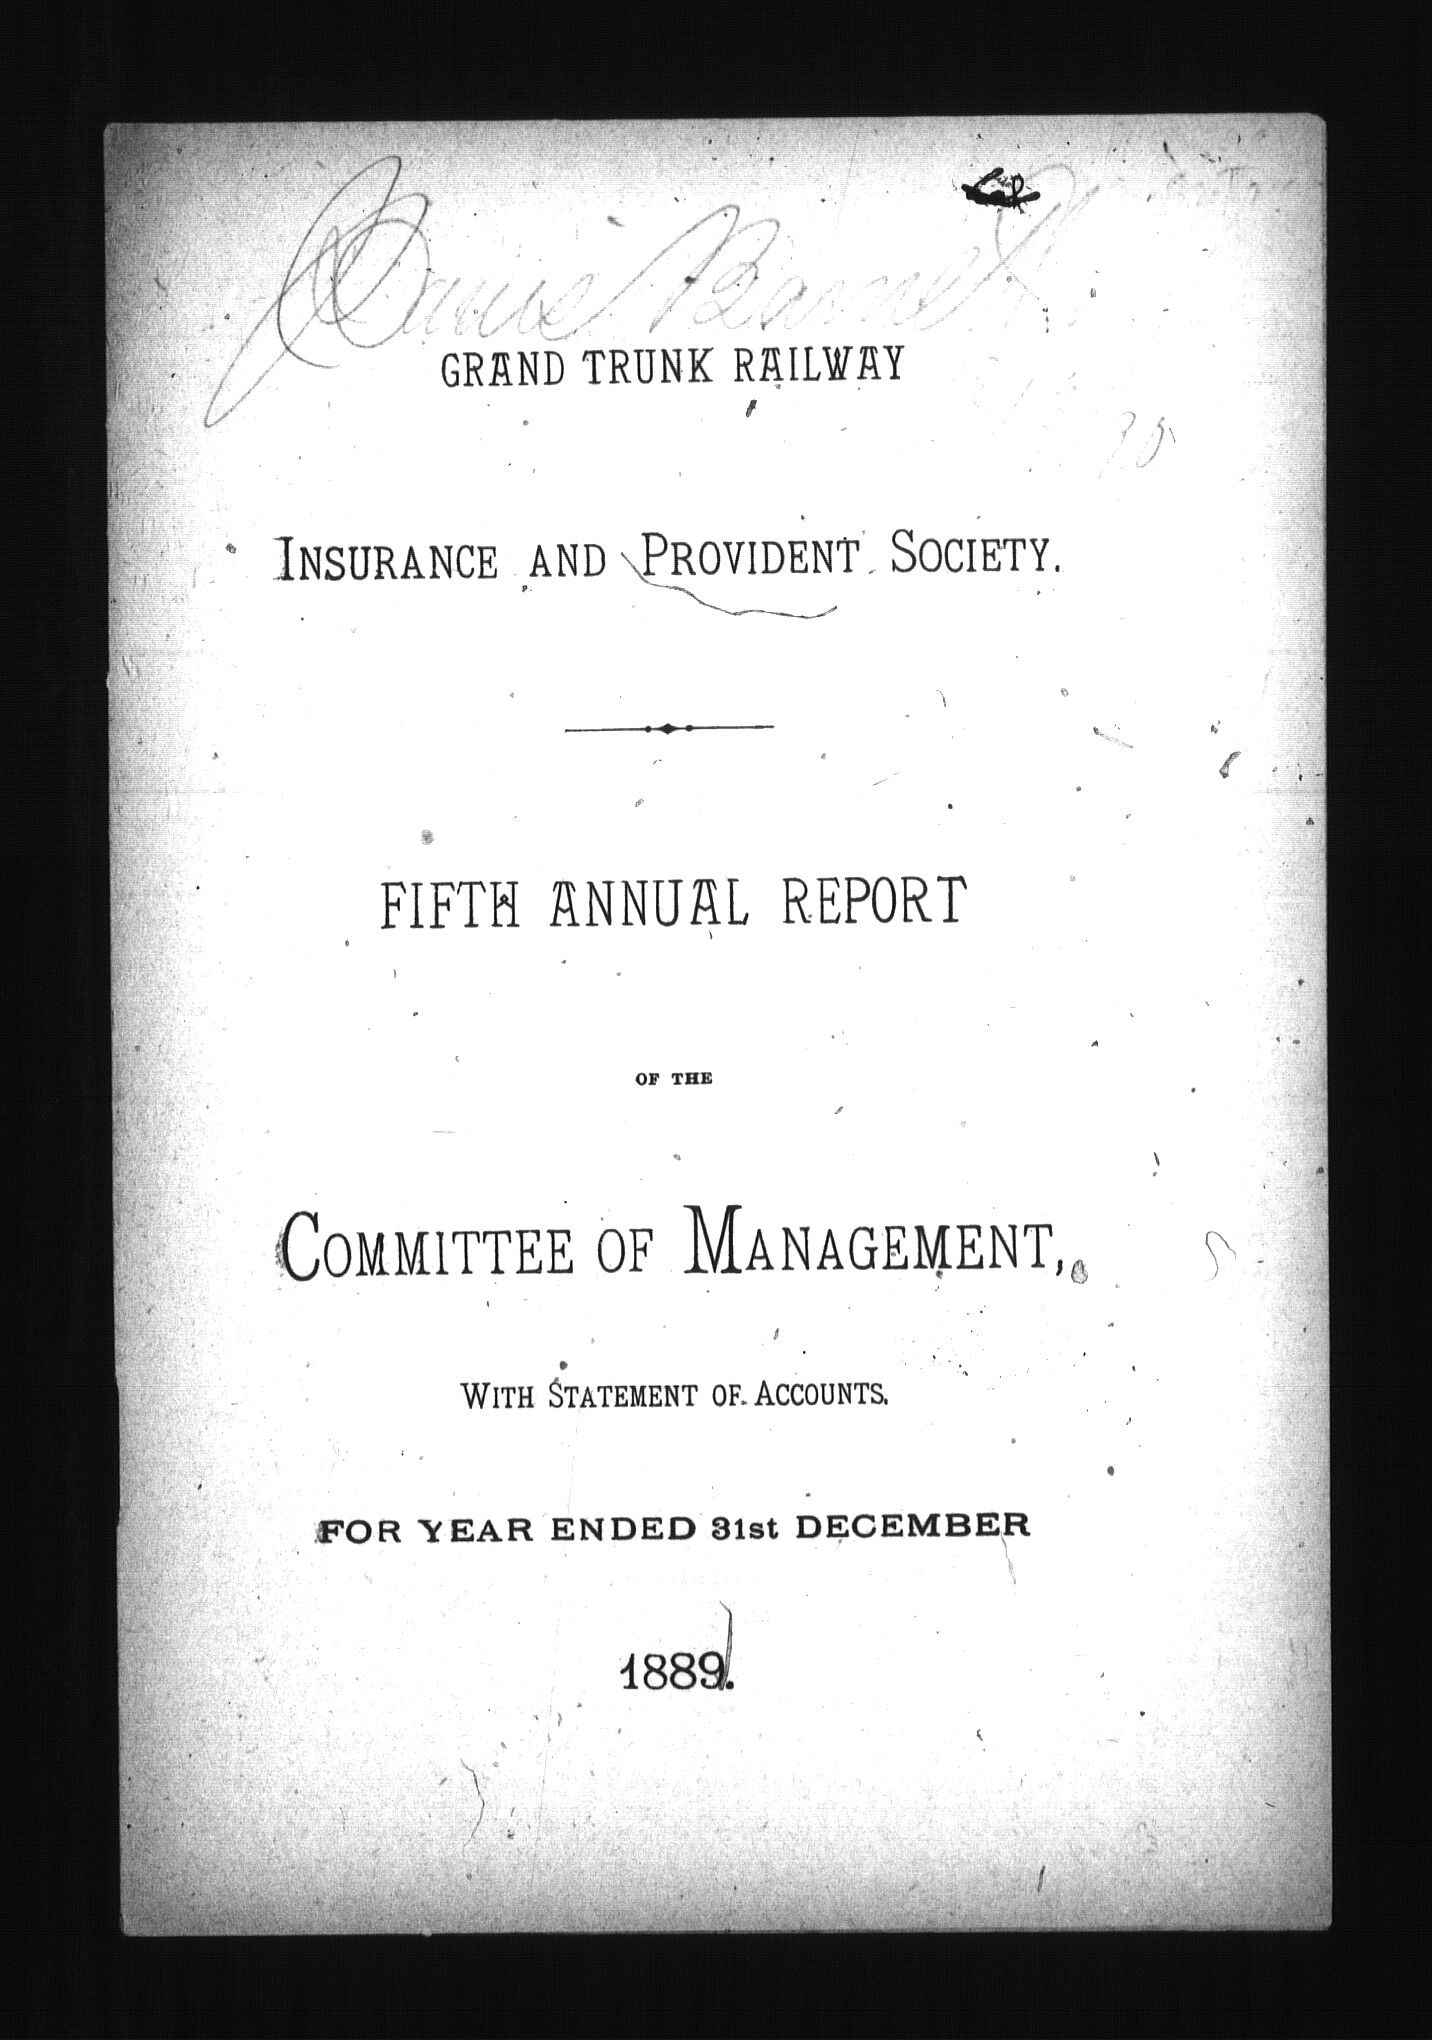 GRAND TRUNK RAILWAY
INSURANCE AND PROVIDENT SOCIETY.
FIFTH ANNUAL REPORT
OF THE
COMMITTEE OF MANAGEMENT,
WITH STATEMENT OF ACCOUNTS.
FOR YEAR ENDED 31st DECEMBER
1889.